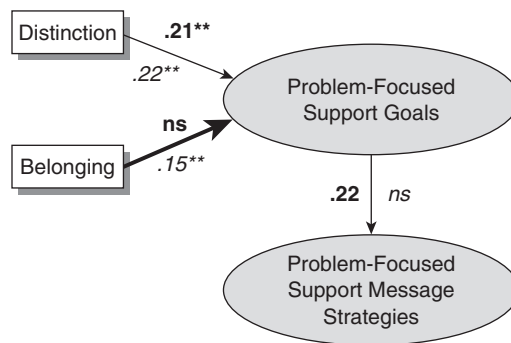 Distinction
.21**
.22**
Problem-Focused
Support Goals
ns
Belonging
.15**
.22 ns
Problem-Focused
Support Message
Strategies